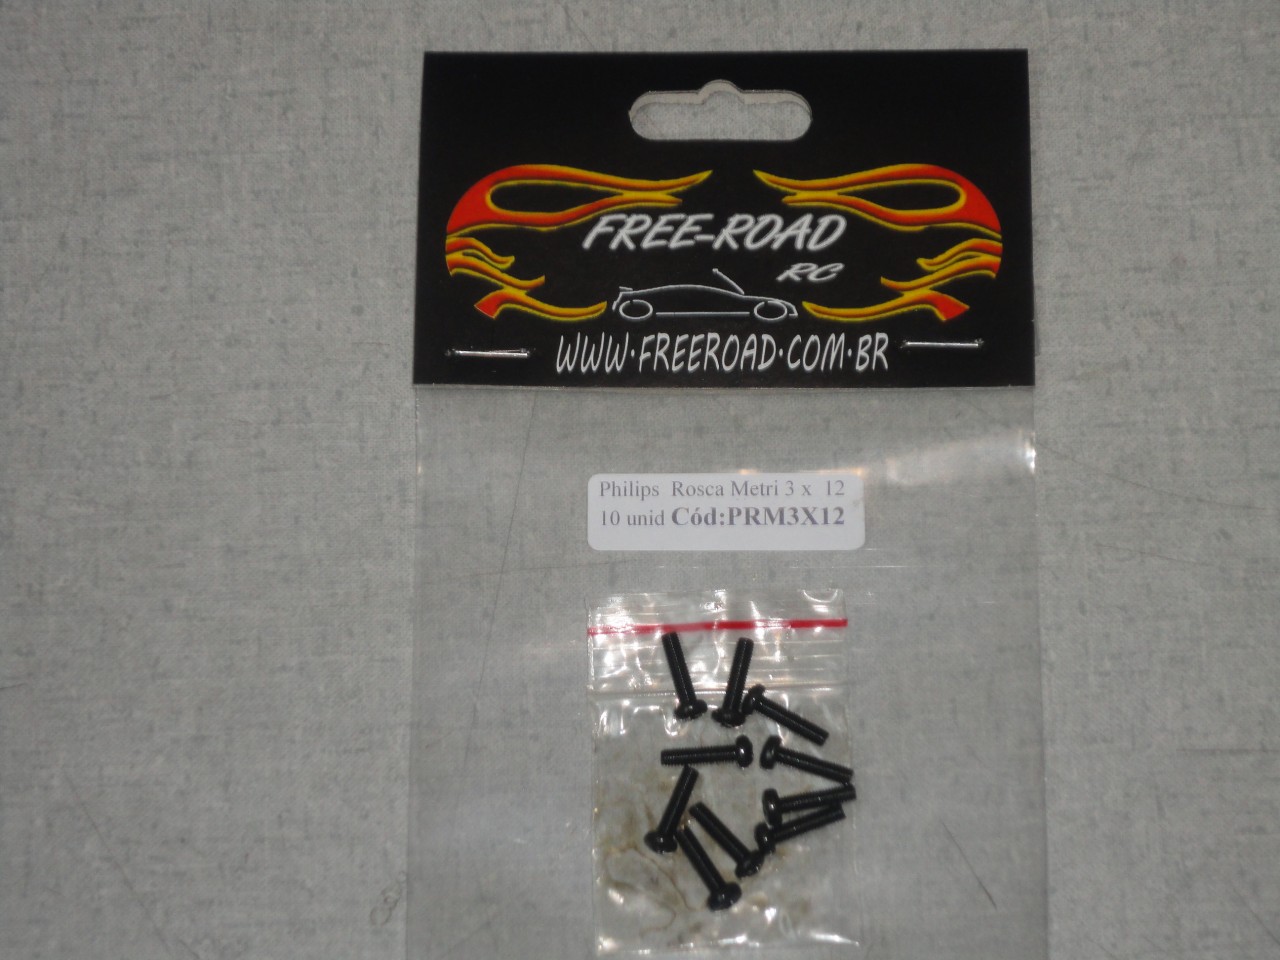 FREE-ROAD
RC
WWW.FREEROAD.COM.BR
Philips Rosca Metri 3 x 12
10 unid Cód:PRM3X12